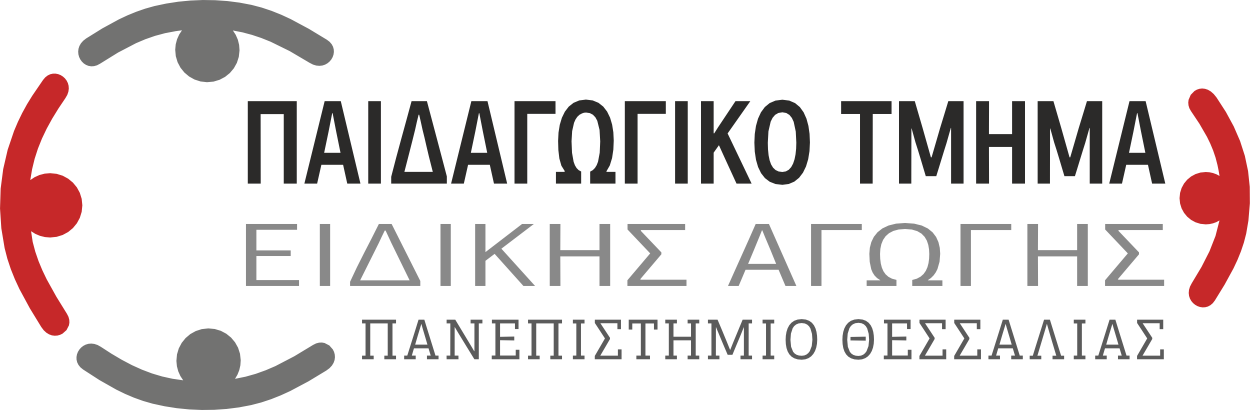 ΠΑΙΔΑΓΩΓΙΚΟ ΤΜΗΜΑ
ΕΙΔΙΚΗΣ ΑΓΩΓΗΣ
ΠΑΝΕΠΙΣΤΗΜΙΟ ΘΕΣΣΑΛΙΑΣ